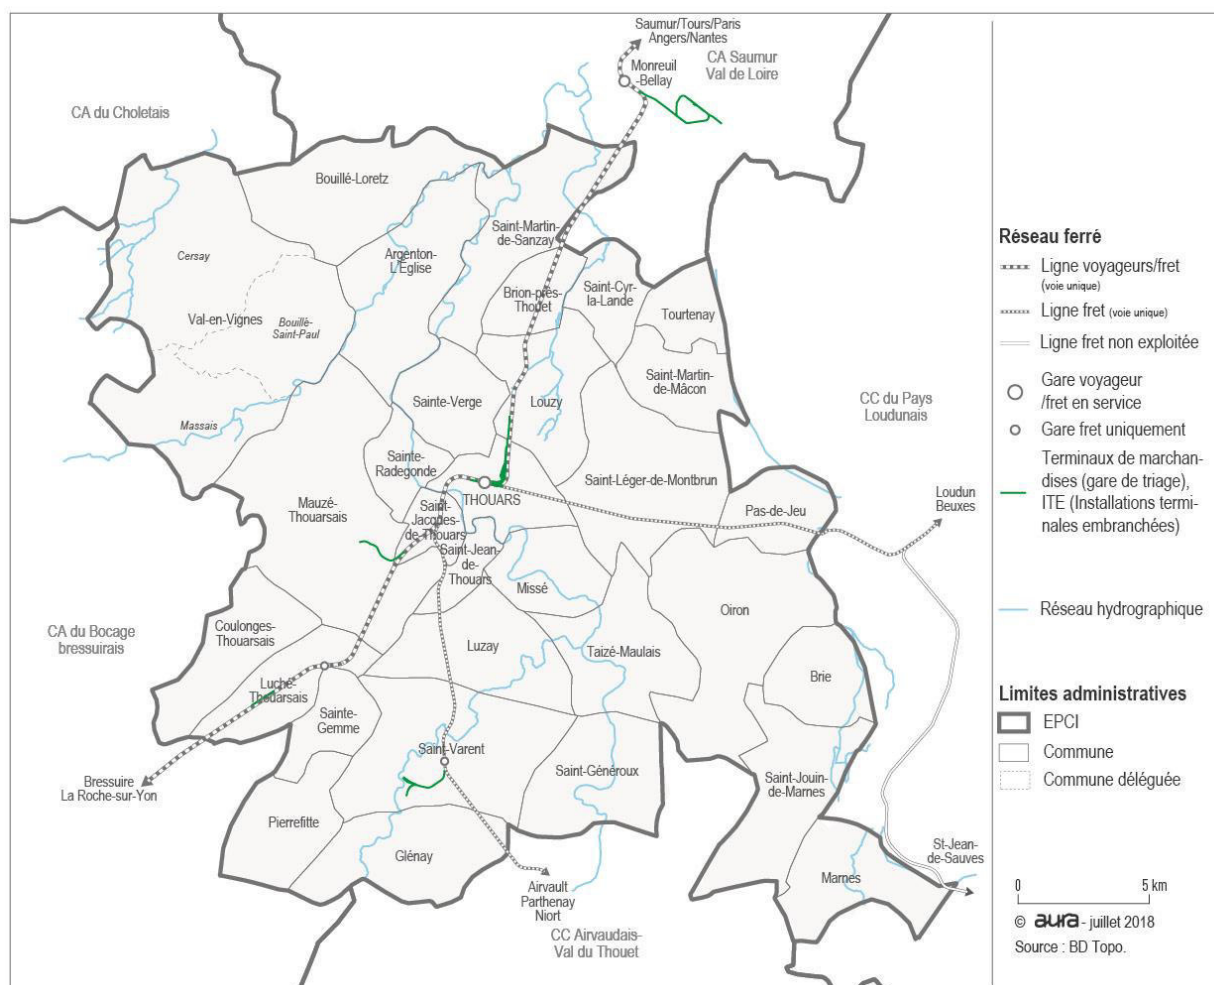 Saumur/Tours/Paris
Angers/Nantes
CA Saumur
Val de Loire
Monreuil
-Bellay
CA du Choletais
Bouillé-Loretz
Saint-Martin-
de-Sanzay
Cersay
Argenton-
L'Eglise
Brion-près-
Thouet
Saint-Cyr-
la-Lande
Tourtenay
Val-en-Vignes
Bouillé-
Saint-Paul
Saint-Martin-
de-Mâcon
Sainte-Verge
Louzy
CC du Pays
Loudunais
Massais
Sainte-
Radegonde
THOUARS
Saint-Léger-de-Montbrun
Mauzé-
Thouarsais
Saint-
Jacques-
de-Thouars
Pas-de-Jeu
Loudun
Beuxes
Saint-Jean-
de-
Thouars
Missé
Oiron
CA du Bocage
bressuirais
Coulonges-
Thouarsais
Luzay
Taizé-Maulais
Brie
Luché-
Thouarsais
Sainte-
Gemme
Saint-Varent
Saint-Généroux
Saint-Jouin-
de-Marnes
Bressuire
La Roche-sur-Yon
Pierrefitte
Glénay
Marnes
St-Jean-
de-Sauves
Airvault
Parthenay
Niort
CC Airvaudais-
Val du Thouet
Réseau ferré
Ligne voyageurs/fret
(voie unique)
Ligne fret (voie unique)
Ligne fret non exploitée
Gare voyageur
/fret en service
Gare fret uniquement
Terminaux de marchan-
dises (gare de triage),
ITE (Installations termi-
nales embranchées)
Réseau hydrographique
Limites administratives
EPCI
Commune
Commune déléguée
0 5 km
© aura - juillet 2018
Source : BD Topo.